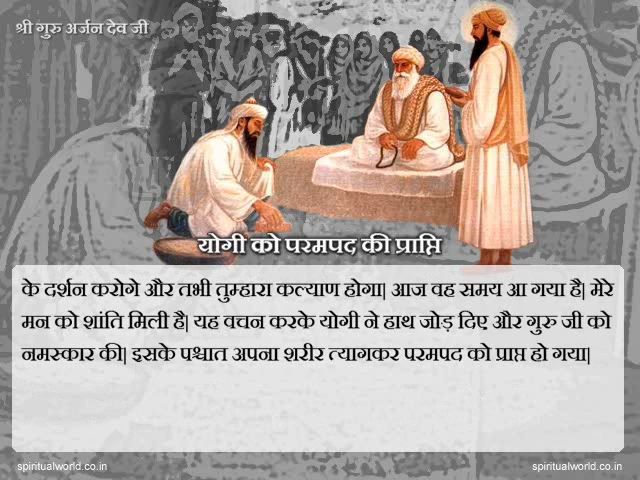 श्री गुरु अर्जन देव जी
योगी को परमपद की प्राप्ति
के दर्शन करोगे और तभी तुम्हारा कल्याण होगा| आज वह समय आ गया है| मेरे
मन को शांति मिली है| यह वचन करके योगी ने हाथ जोड़ दिए और गुरु जी को
नमस्कार की| इसके पश्चात अपना शरीर त्यागकर परमपद को प्राप्त हो गया|
spiritualworld.co.in spiritualworld.co.in